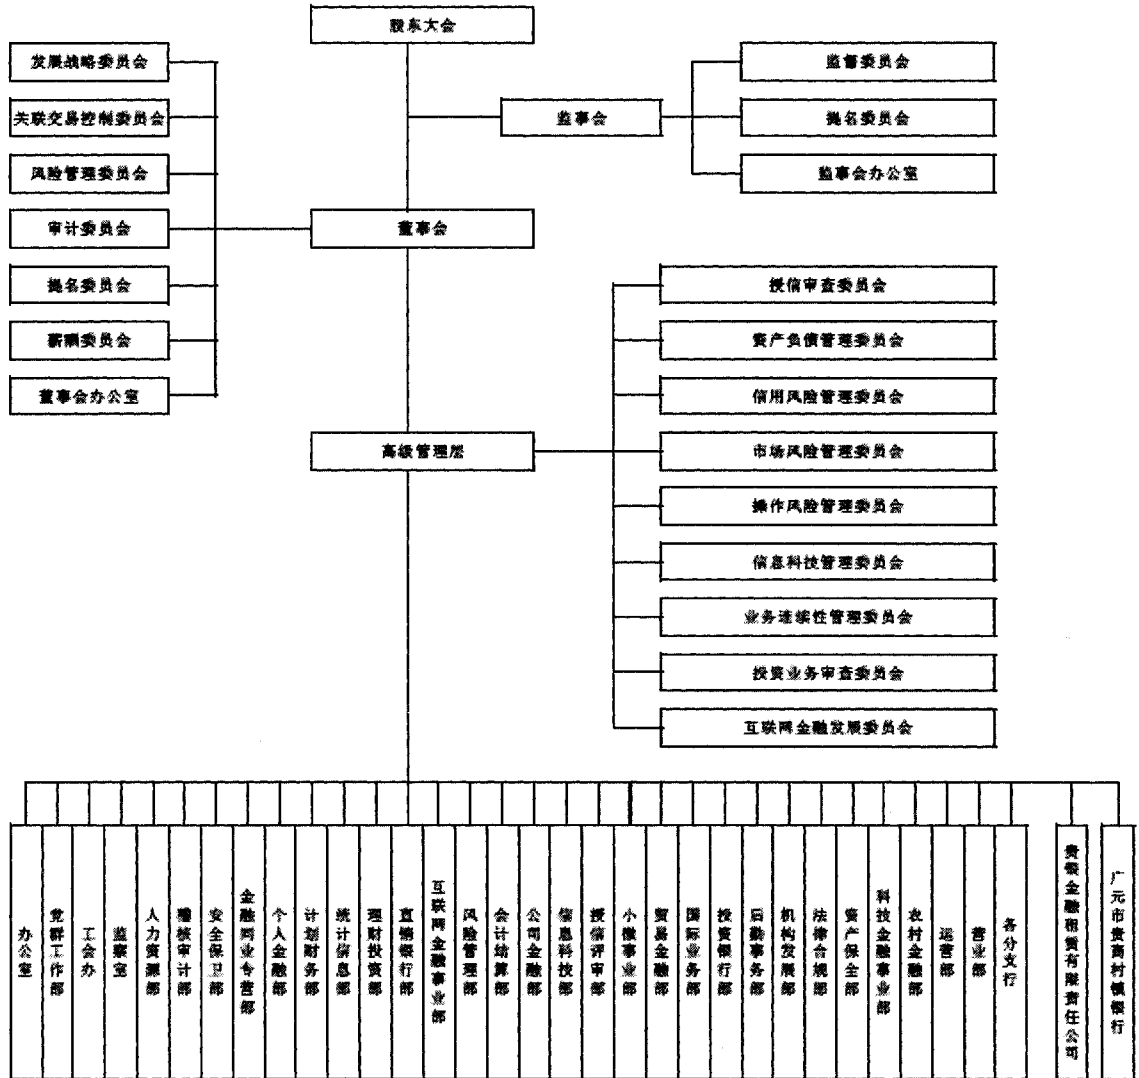 股东大会
发展战略委员会
监督委员会
关联交易控制委员会
监事会
提名委员会
风险管理委员会
监事会办公室
审计委员会
董事会
提名委员会
授信审查委员会
薪酬委员会
资产负债管理委员会
董事会办公室
信用风险管理委员会
高级管理层
市场风险管理委员会
操作风险管理委员会
信息科技管理委员会
业务连续性管理委员会
投资业务审查委员会
互联网金融发展委员会
办公室
党群工作部
工会办
监察室
人力资源部
稽核审计部
安全保卫部
金融同业专营部
个人金融部
计划财务部
统计信息部
理财投资部
直销银行部
互联网金融事业部
风险管理部
会计结算部
公司金融部
信息科技部
授信评审部
小微事业部
贸易金融部
国际业务部
投资银行部
后勤事务部
机构发展部
法律合规部
资产保全部
科技金融事业部
农村金融部
运营部
营业部
各分支行
贵银金融租赁有限责任公司
广元市贵商村镇银行